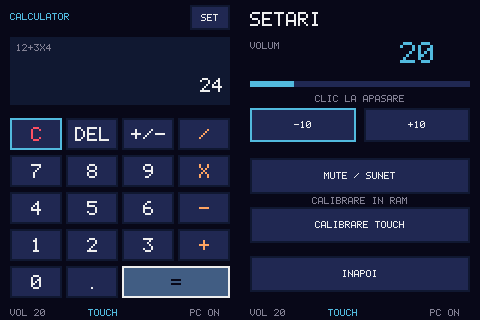 CALCULATOR SET
12+3X4
24
C DEL +/- /
7 8 9 X
4 5 6 -
1 2 3 +
0 . =
VOL 20 TOUCH PC ON
SETARI
VOLUM 20
CLIC LA APASARE
-10 +10
MUTE / SUNET
CALIBRARE IN RAM
CALIBRARE TOUCH
INAPOI
VOL 20 TOUCH PC ON